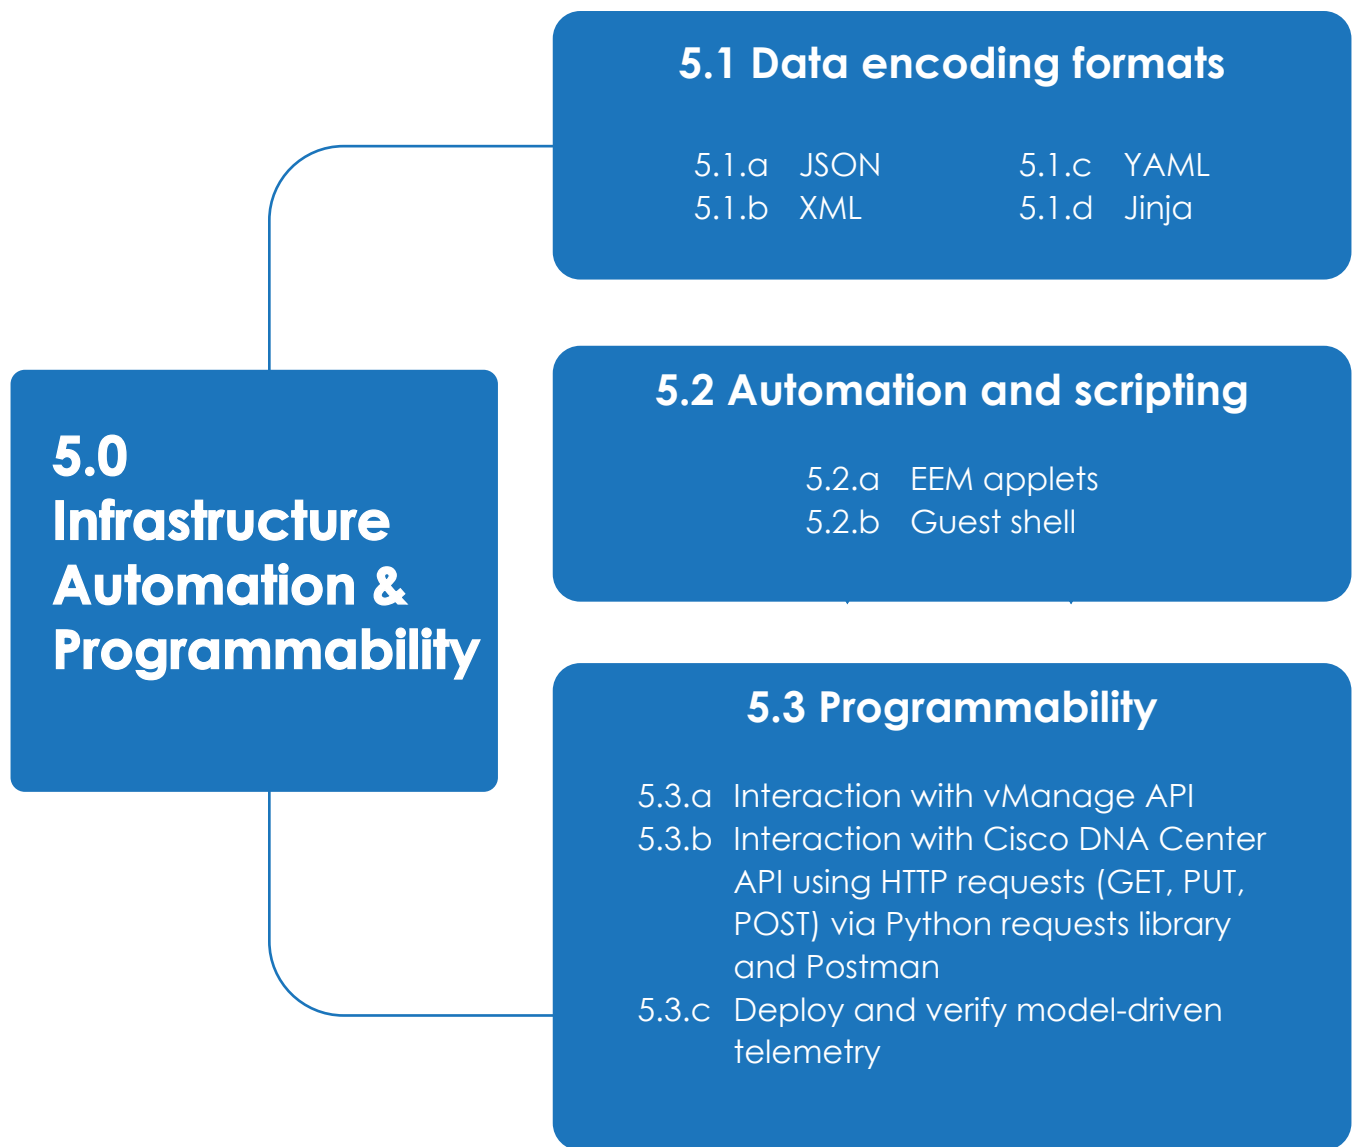 5.0
Infrastructure
Automation &
Programmability
5.1 Data encoding formats
5.1.a JSON
5.1.b XML
5.1.c YAML
5.1.d Jinja
5.2 Automation and scripting
5.2.a EEM applets
5.2.b Guest shell
5.3 Programmability
5.3.a Interaction with vManage API
5.3.b Interaction with Cisco DNA Center
API using HTTP requests (GET, PUT,
POST) via Python requests library
and Postman
5.3.c Deploy and verify model-driven
telemetry